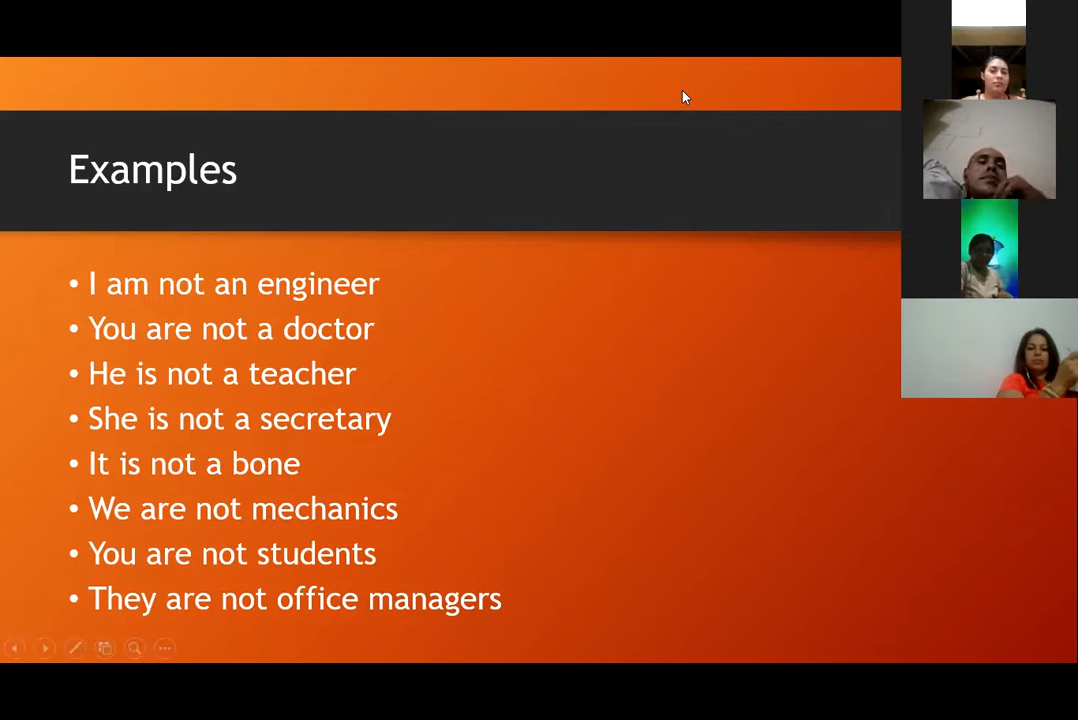 Examples
• I am not an engineer
• You are not a doctor
• He is not a teacher
• She is not a secretary
• It is not a bone
• We are not mechanics
• You are not students
• They are not office managers